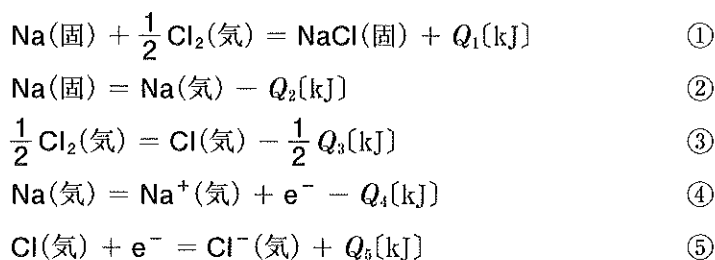 Na(固) + 1/2 Cl₂(気) = NaCl(固) + Q₁〔kJ〕 ①
Na(固) = Na(気) − Q₂〔kJ〕 ②
1/2 Cl₂(気) = Cl(気) − 1/2 Q₃〔kJ〕 ③
Na(気) = Na⁺(気) + e⁻ − Q₄〔kJ〕 ④
Cl(気) + e⁻ = Cl⁻(気) + Q₅〔kJ〕 ⑤